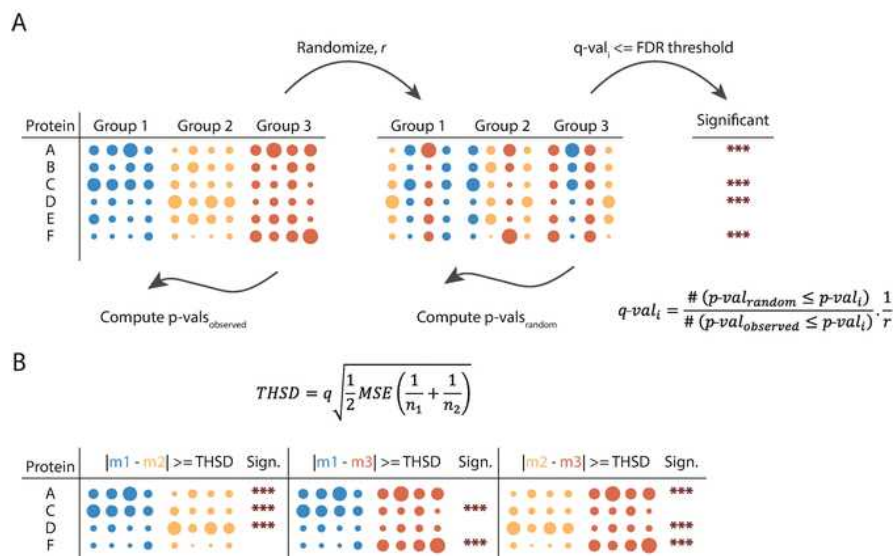 A
Randomize, r
q-val_i <= FDR threshold
Protein Group 1 Group 2 Group 3 Group 1 Group 2 Group 3 Significant
A ***
B
C ***
D ***
E
F ***
Compute p-vals_observed Compute p-vals_random
q-val_i = # (p-val_random ≤ p-val_i) / # (p-val_observed ≤ p-val_i) . 1/r
B
THSD = q √(1/2 MSE (1/n_1 + 1/n_2))
Protein |m1 - m2| >= THSD Sign. |m1 - m3| >= THSD Sign. |m2 - m3| >= THSD Sign.
A *** ***
C *** ***
D *** ***
F *** ***